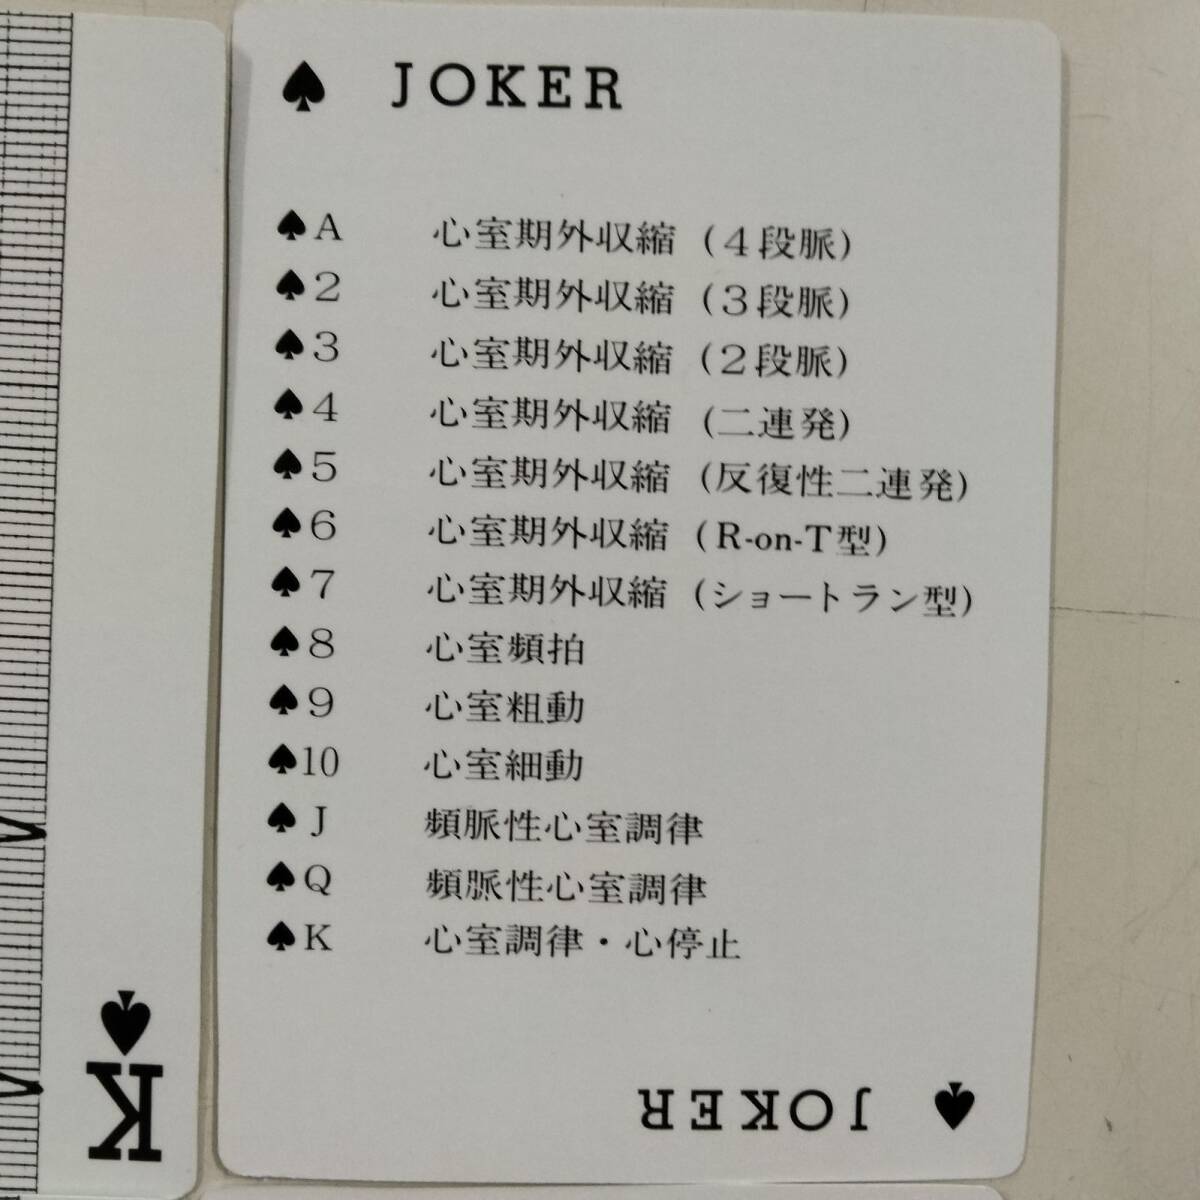 ♠ JOKER
♠A 心室期外収縮 (4段脈)
♠2 心室期外収縮 (3段脈)
♠3 心室期外収縮 (2段脈)
♠4 心室期外収縮 (二連発)
♠5 心室期外収縮 (反復性二連発)
♠6 心室期外収縮 (R-on-T型)
♠7 心室期外収縮 (ショートラン型)
♠8 心室頻拍
♠9 心室粗動
♠10 心室細動
♠J 頻脈性心室調律
♠Q 頻脈性心室調律
♠K 心室調律・心停止
♠ JOKER
♠
K